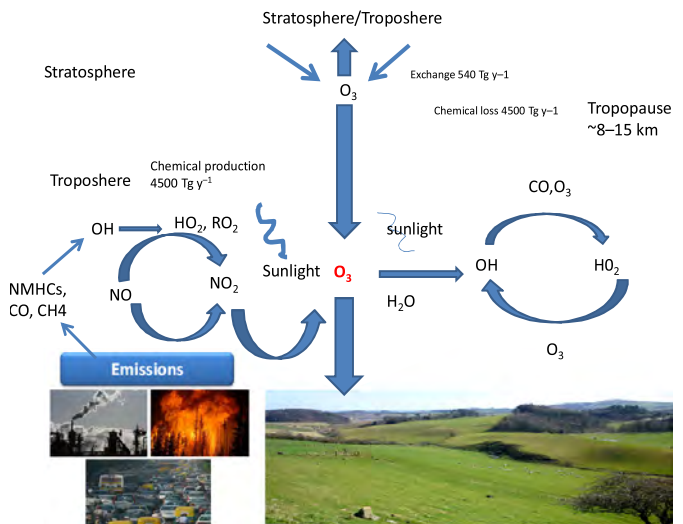 Stratosphere/Troposhere
Stratosphere
O₃
Exchange 540 Tg y–1
Chemical loss 4500 Tg y–1
Tropopause
~8–15 km
Troposhere
Chemical production
4500 Tg y⁻¹
CO,O₃
OH
HO₂, RO₂
sunlight
NMHCs,
CO, CH4
NO
NO₂
Sunlight
O₃
H₂O
OH
H0₂
O₃
Emissions